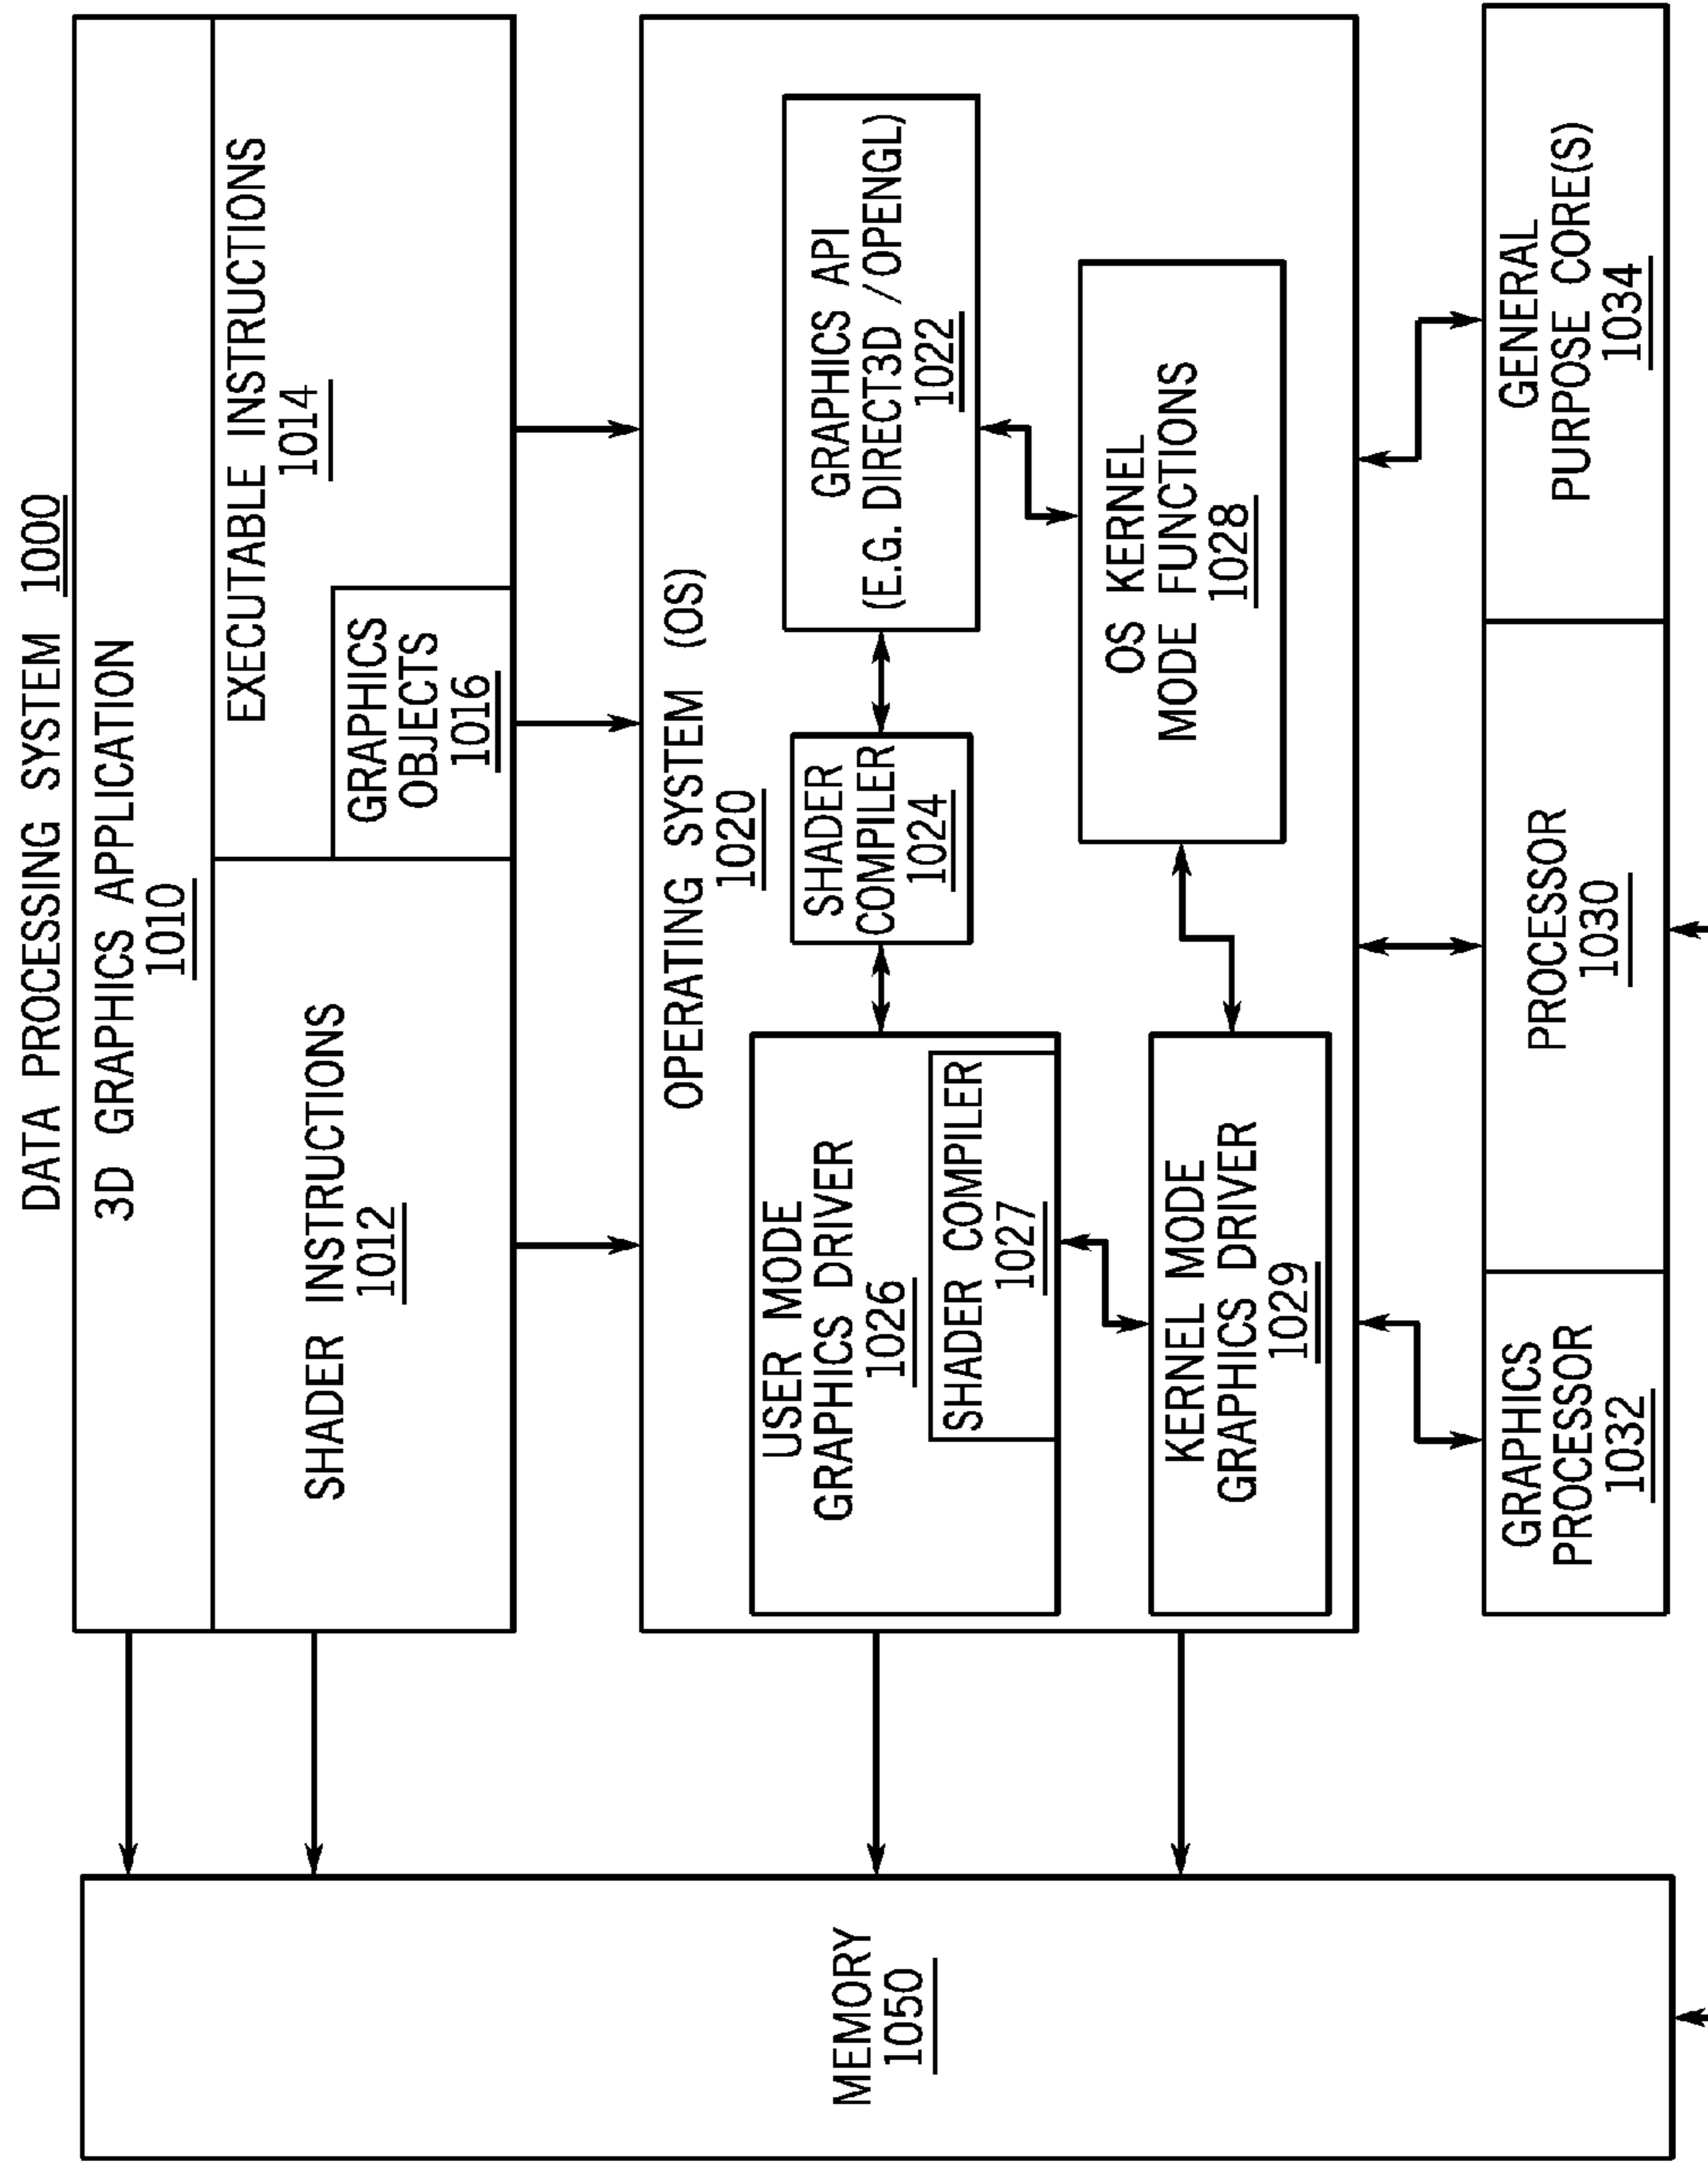 DATA PROCESSING SYSTEM 1000
3D GRAPHICS APPLICATION
1010
SHADER INSTRUCTIONS
1012
EXECUTABLE INSTRUCTIONS
1014
GRAPHICS
OBJECTS
1016
OPERATING SYSTEM (OS)
1020
USER MODE
GRAPHICS DRIVER
1026
SHADER COMPILER
1027
SHADER
COMPILER
1024
GRAPHICS API
(E.G. DIRECT3D /OPENGL)
1022
KERNEL MODE
GRAPHICS DRIVER
1029
OS KERNEL
MODE FUNCTIONS
1028
GRAPHICS
PROCESSOR
1032
PROCESSOR
1030
GENERAL
PURPOSE CORE(S)
1034
MEMORY
1050